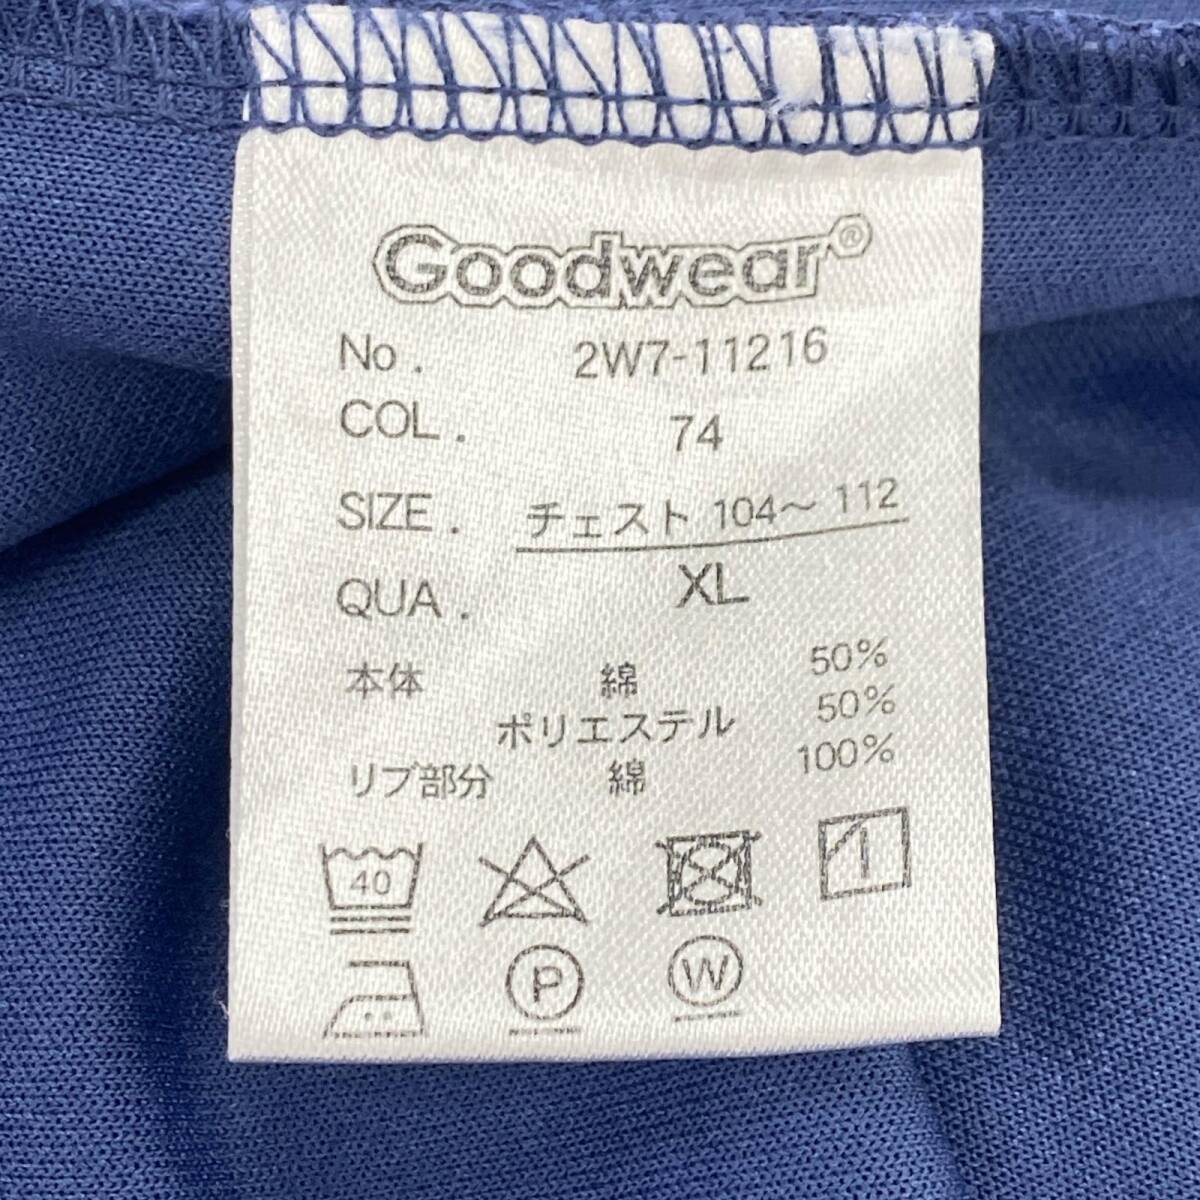 Goodwear®
No. 2W7-11216
COL. 74
SIZE. チェスト 104〜112
QUA. XL
本体 綿 50%
ポリエステル 50%
リブ部分 綿 100%
40
P W